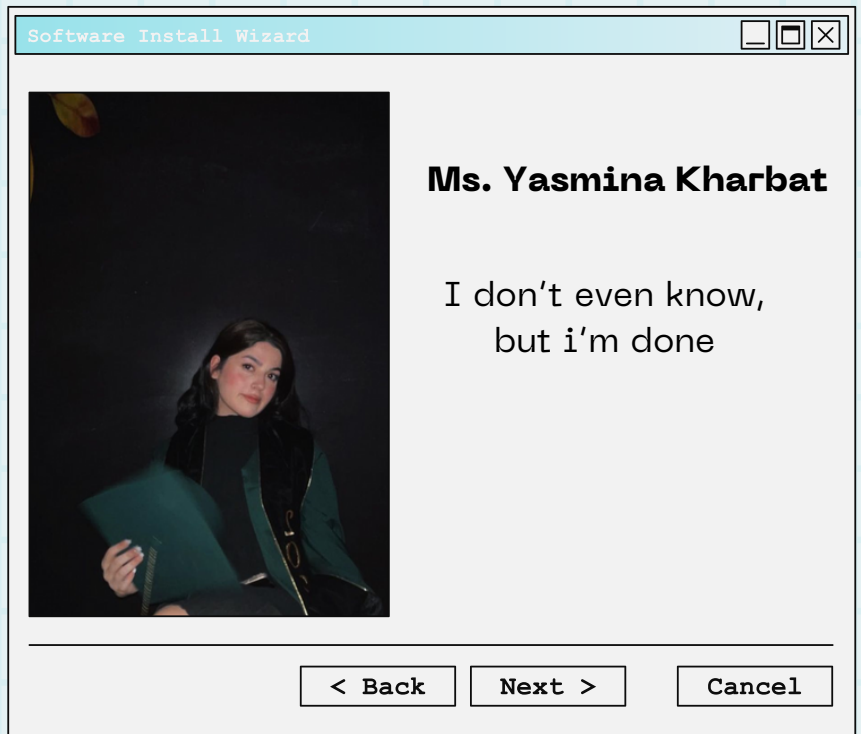 Software Install Wizard
Ms. Yasmina Kharbat
I don't even know,
but i'm done
< Back
Next >
Cancel